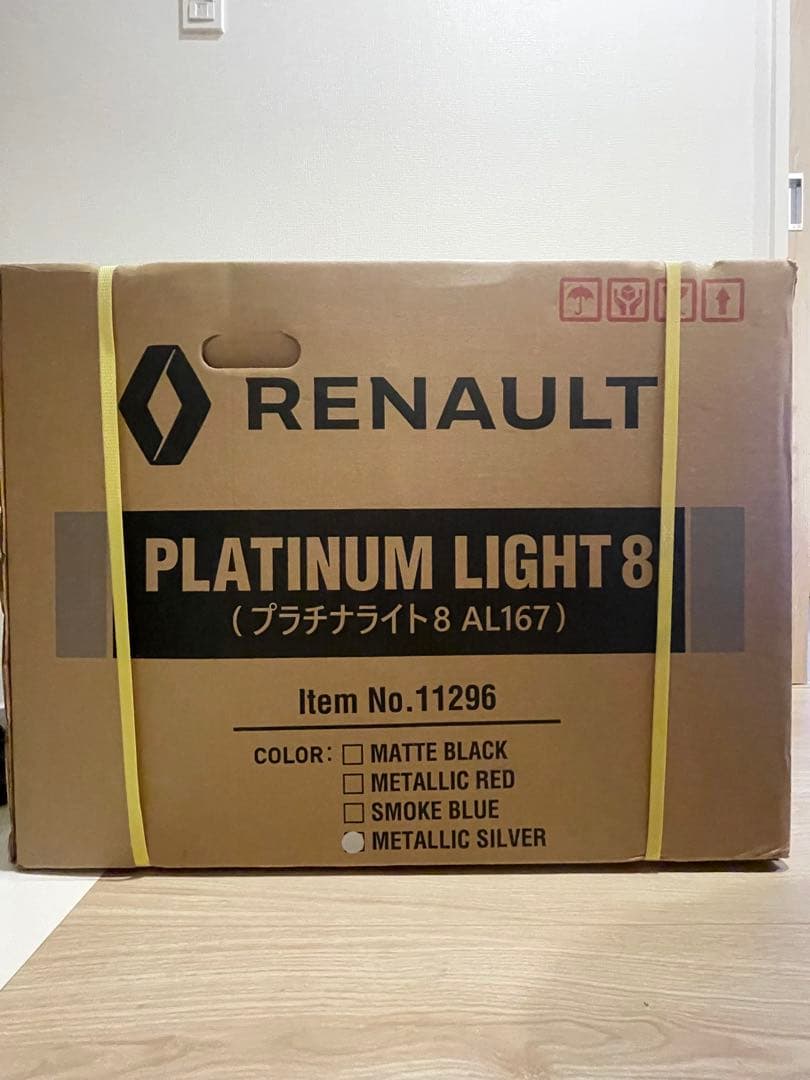 RENAULT
PLATINUM LIGHT 8
(プラチナライト8 AL167)
Item No.11296
COLOR: □ MATTE BLACK
□ METALLIC RED
□ SMOKE BLUE
METALLIC SILVER